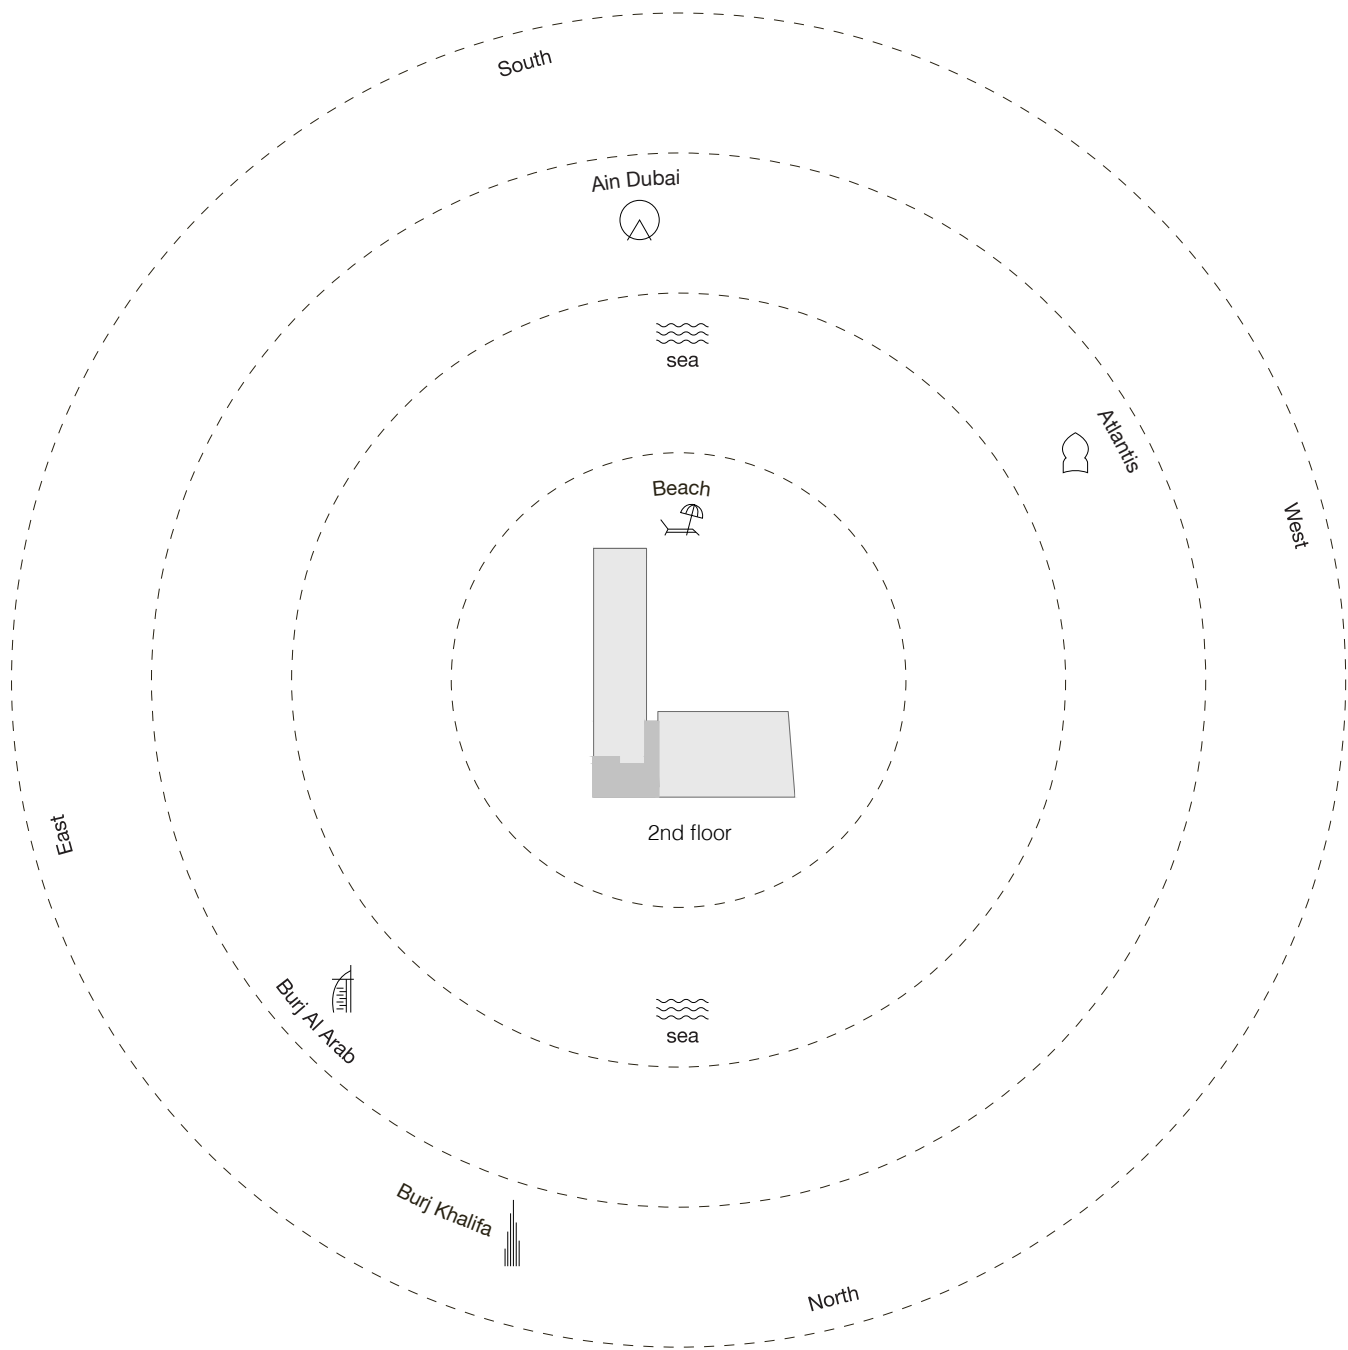 South
Ain Dubai
sea
Atlantis
Beach
West
East
2nd floor
Burj Al Arab
sea
Burj Khalifa
North